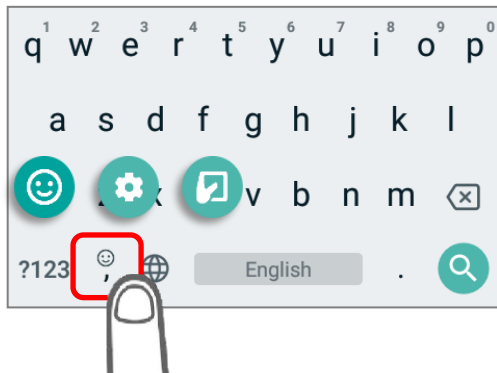 1 2 3 4 5 6 7 8 9 0
q w e r t y u i o p
a s d f g h j k l
v b n m
?123 , English .